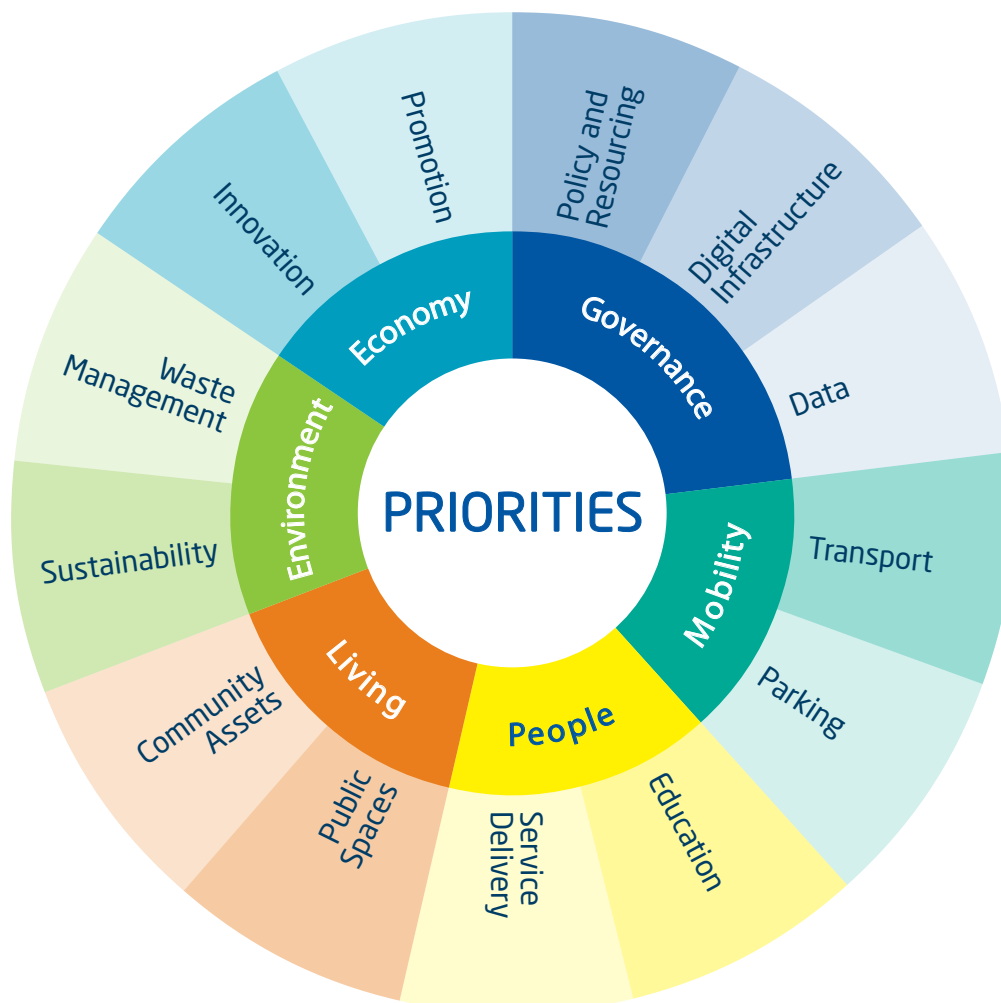 PRIORITIES
Governance
Policy and
Resourcing
Digital
Infrastructure
Data
Mobility
Transport
Parking
People
Education
Service
Delivery
Living
Public
Spaces
Community
Assets
Environment
Sustainability
Waste
Management
Economy
Innovation
Promotion